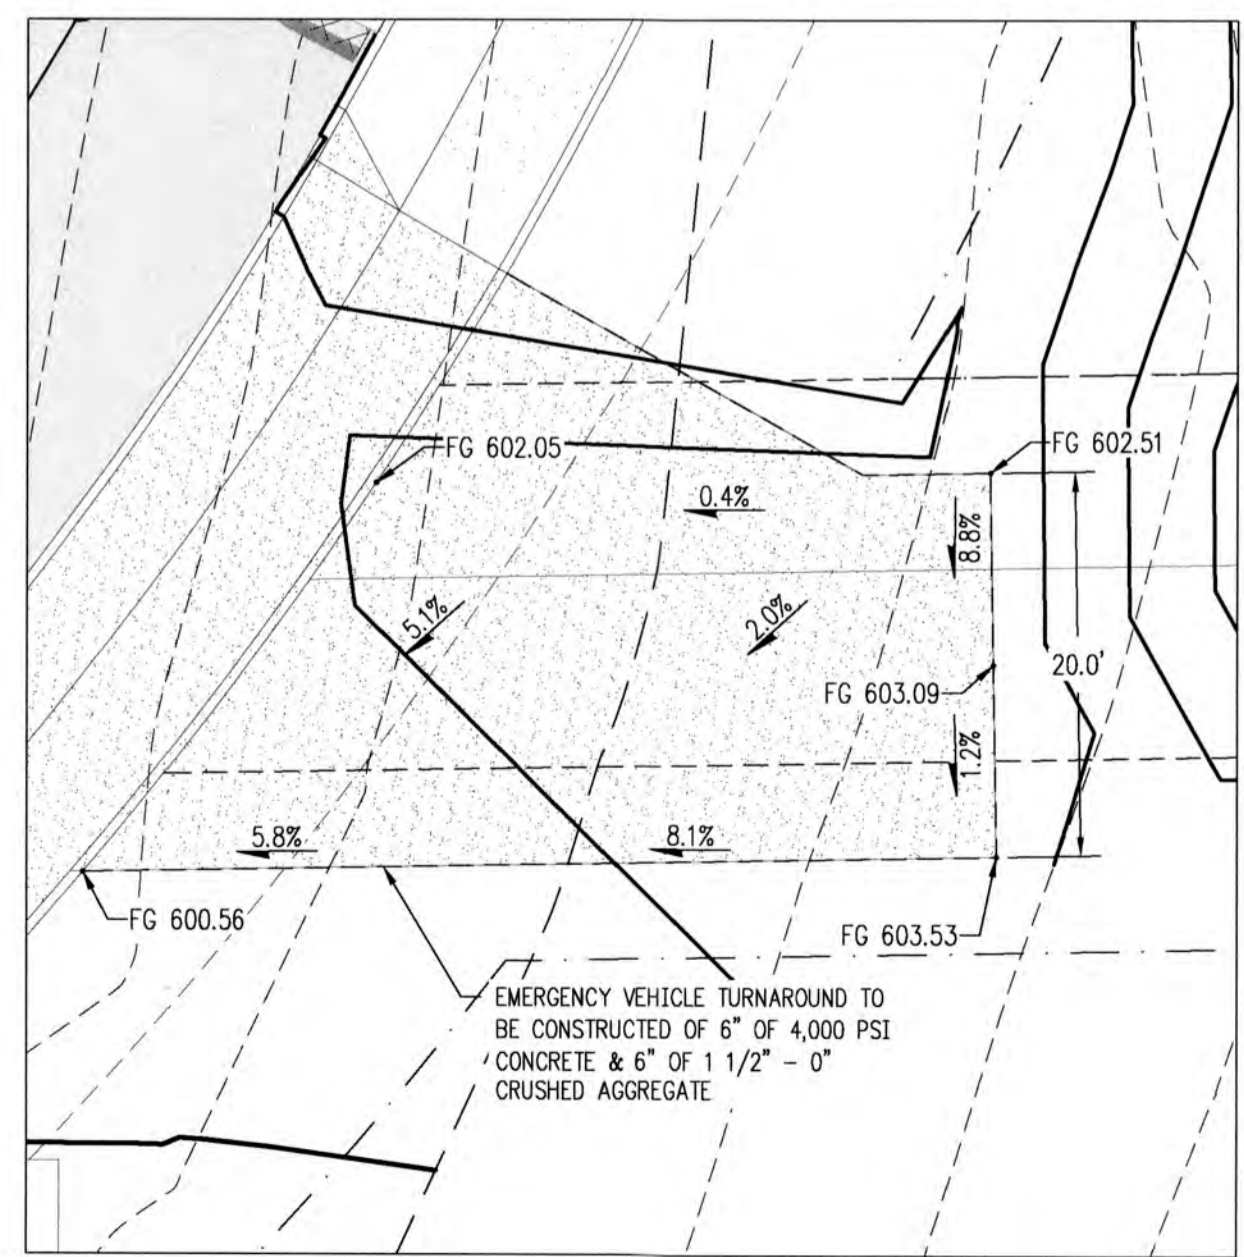 FG 602.05
FG 602.51
0.4%
8.8%
5.1%
2.0%
20.0'
FG 603.09
1.2%
5.8%
8.1%
FG 600.56
FG 603.53
EMERGENCY VEHICLE TURNAROUND TO
BE CONSTRUCTED OF 6" OF 4,000 PSI
CONCRETE & 6" OF 1 1/2" – 0"
CRUSHED AGGREGATE